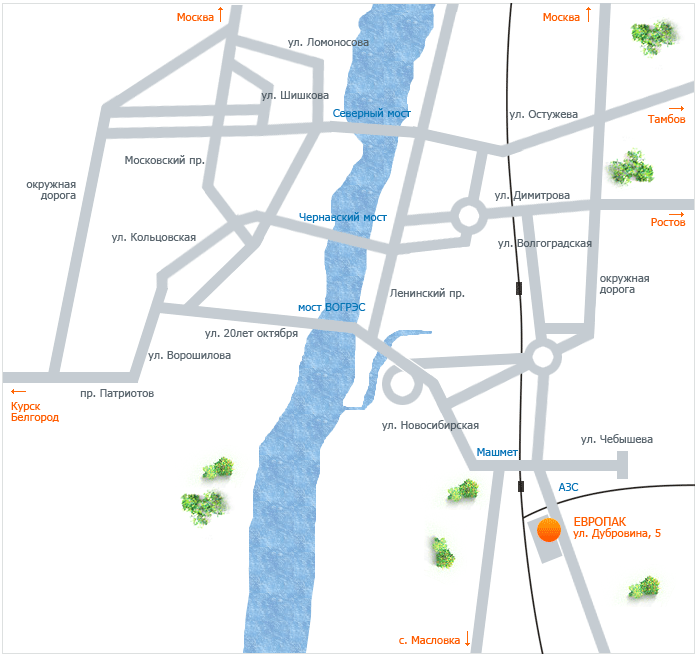 Москва
Москва
ул. Ломоносова
ул. Шишкова
Северный мост
ул. Остужева
Тамбов
Московский пр.
окружная
дорога
ул. Димитрова
Чернавский мост
Ростов
ул. Кольцовская
ул. Волгоградская
окружная
дорога
Ленинский пр.
мост ВОГРЭС
ул. 20лет октября
ул. Ворошилова
пр. Патриотов
Курск
Белгород
ул. Новосибирская
ул. Чебышева
Машмет
АЗС
ЕВРОПАК
ул. Дубровина, 5
с. Масловка